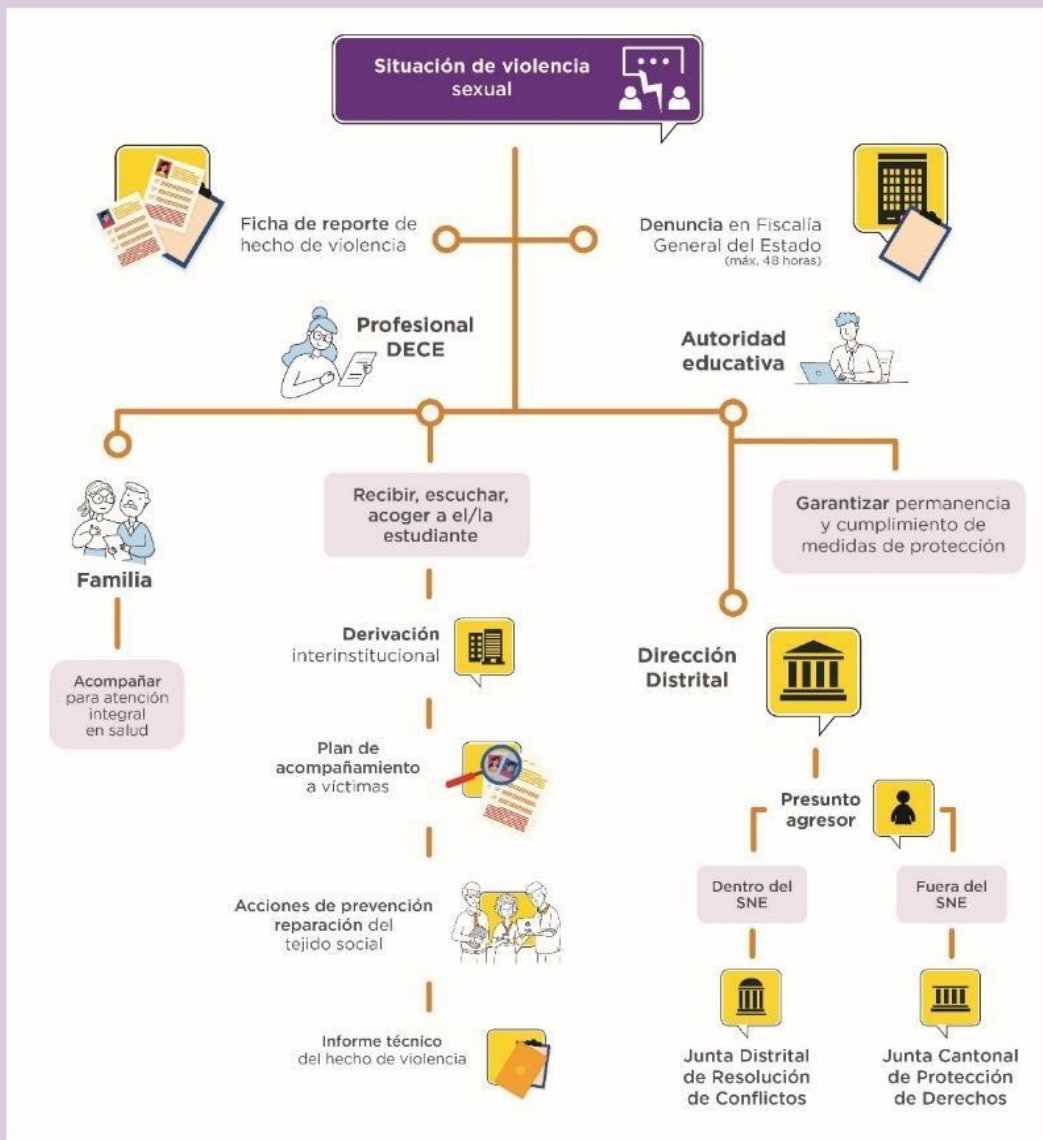 Situación de violencia
sexual
Ficha de reporte de
hecho de violencia
Denuncia en Fiscalía
General del Estado
(máx. 48 horas)
Profesional
DECE
Autoridad
educativa
Familia
Acompañar
para atención
integral
en salud
Recibir, escuchar,
acoger a el/la
estudiante
Derivación
interinstitucional
Plan de
acompañamiento
a víctimas
Acciones de prevención
reparación del
tejido social
Informe técnico
del hecho de violencia
Garantizar permanencia
y cumplimiento de
medidas de protección
Dirección
Distrital
Presunto
agresor
Dentro del
SNE
Fuera del
SNE
Junta Distrital
de Resolución
de Conflictos
Junta Cantonal
de Protección
de Derechos